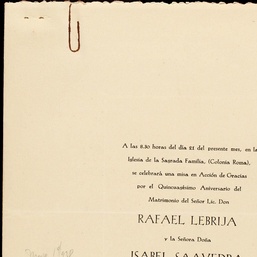 A las 8.30 horas del día 21 del presente mes, en la
Iglesia de la Sagrada Familia, (Colonia Roma),
se celebrará una misa en Acción de Gracias
por el Quincuagésimo Aniversario del
Matrimonio del Señor Lic. Don
RAFAEL LEBRIJA
y la Señora Doña
ISABEL SAAVEDRA